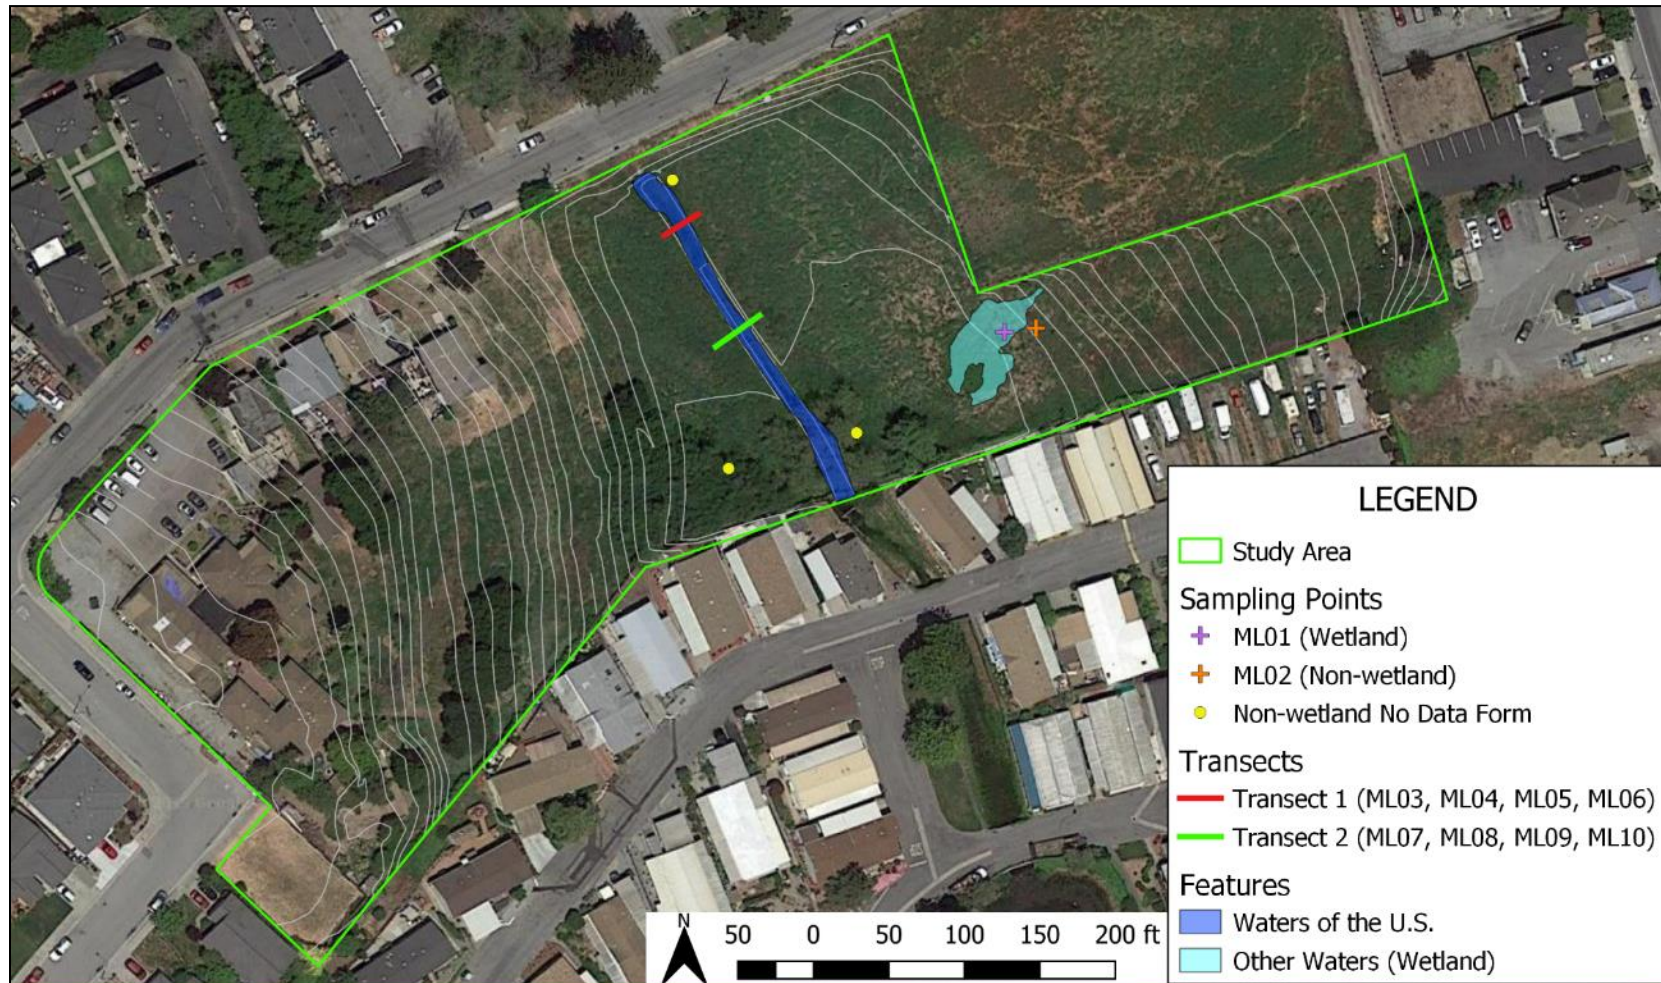 LEGEND
Study Area
Sampling Points
ML01 (Wetland)
ML02 (Non-wetland)
Non-wetland No Data Form
Transects
Transect 1 (ML03, ML04, ML05, ML06)
Transect 2 (ML07, ML08, ML09, ML10)
Features
Waters of the U.S.
Other Waters (Wetland)
N
50 0 50 100 150 200 ft